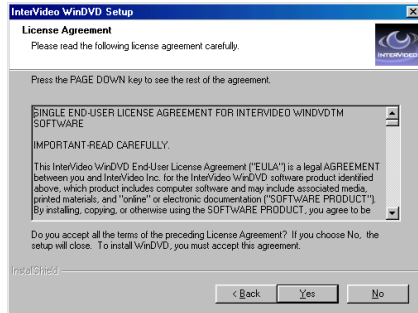 InterVideo WinDVD Setup
License Agreement
Please read the following license agreement carefully.
INTERVIDEO
Press the PAGE DOWN key to see the rest of the agreement.
SINGLE END-USER LICENSE AGREEMENT FOR INTERVIDEO WINDVDTM
SOFTWARE
IMPORTANT-READ CAREFULLY.
This InterVideo WinDVD End-User License Agreement ("EULA") is a legal AGREEMENT
between you and InterVideo Inc. for the InterVideo WinDVD software product identified
above, which product includes computer software and may include associated media,
printed materials, and "online" or electronic documentation ("SOFTWARE PRODUCT").
By installing, copying, or otherwise using the SOFTWARE PRODUCT, you agree to be
Do you accept all the terms of the preceding License Agreement? If you choose No, the
setup will close. To install WinDVD, you must accept this agreement.
InstallShield
< Back Yes No